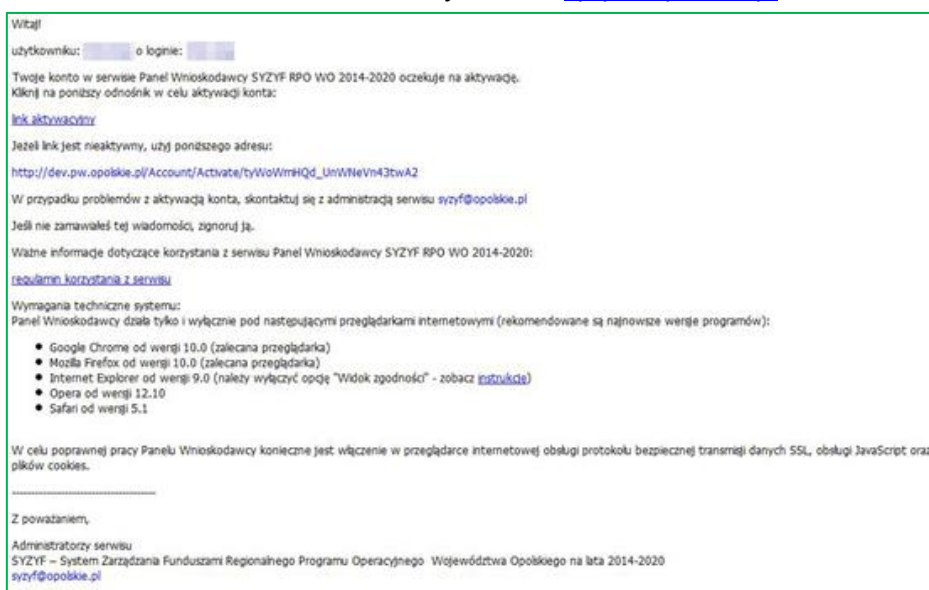 Witaj!
użytkowniku: o loginie:
Twoje konto w serwisie Panel Wnioskodawcy SYZYF RPO WO 2014-2020 oczekuje na aktywację.
Kliknij na poniższy odnośnik w celu aktywacji konta:
link aktywacyjny
Jeżeli link jest nieaktywny, użyj poniższego adresu:
http://dev.pw.opolskie.pl/Account/Activate/tyWoWmHQd_UnWNeVn43twA2
W przypadku problemów z aktywacją konta, skontaktuj się z administracją serwisu syzyf@opolskie.pl
Jeśli nie zamawiałeś tej wiadomości, zignoruj ją.
Ważne informacje dotyczące korzystania z serwisu Panel Wnioskodawcy SYZYF RPO WO 2014-2020:
regulamin korzystania z serwisu
Wymagania techniczne systemu:
Panel Wnioskodawcy działa tylko i wyłącznie pod następującymi przeglądarkami internetowymi (rekomendowane są najnowsze wersje programów):
• Google Chrome od wersji 10.0 (zalecana przeglądarka)
• Mozilla Firefox od wersji 10.0 (zalecana przeglądarka)
• Internet Explorer od wersji 9.0 (należy wyłączyć opcję "Widok zgodności" - zobacz instrukcję)
• Opera od wersji 12.10
• Safari od wersji 5.1
W celu poprawnej pracy Panelu Wnioskodawcy konieczne jest włączenie w przeglądarce internetowej obsługi protokołu bezpiecznej transmisji danych SSL, obsługi JavaScript oraz
plików cookies.
------------------------------------
Z poważaniem,
Administratorzy serwisu
SYZYF – System Zarządzania Funduszami Regionalnego Programu Operacyjnego Województwa Opolskiego na lata 2014-2020
syzyf@opolskie.pl